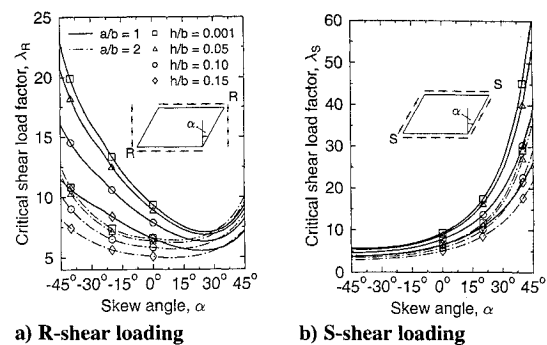 Critical shear load factor, λR
25
20
15
10
5
a/b = 1
a/b = 2
h/b = 0.001
h/b = 0.05
h/b = 0.10
h/b = 0.15
R
α
R
-45° -30° -15° 0° 15° 30° 45°
Skew angle, α
a) R-shear loading
Critical shear load factor, λS
60
50
40
30
20
10
0
S
α
S
-45° -30° -15° 0° 15° 30° 45°
Skew angle, α
b) S-shear loading